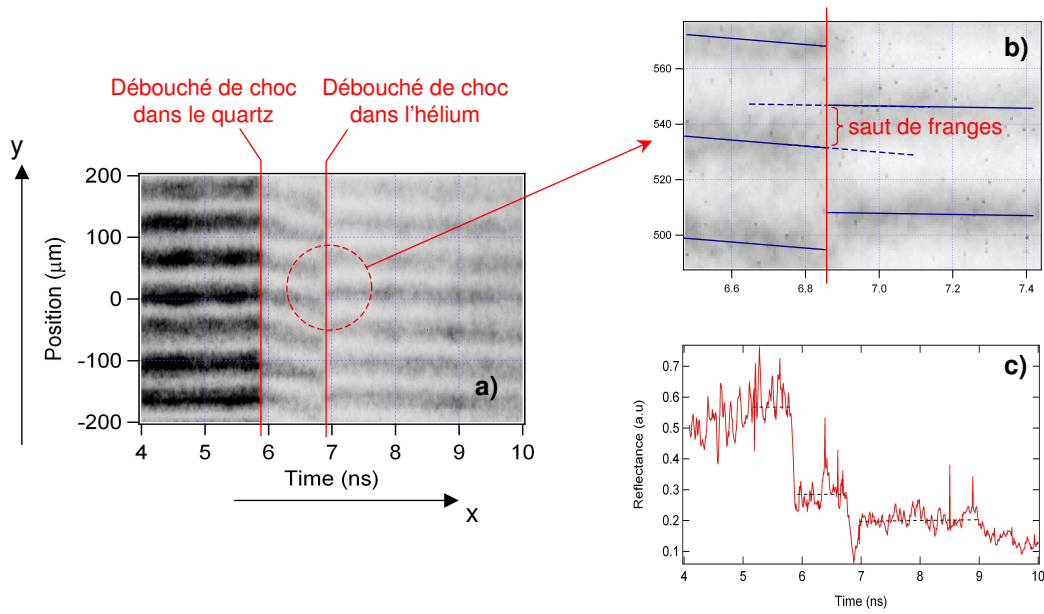 Débouché de choc
dans le quartz
Débouché de choc
dans l'hélium
y
Position (µm)
200
100
0
-100
-200
a)
4 5 6 7 8 9 10
Time (ns)
x
b)
560
540
520
500
saut de franges
6.6 6.8 7.0 7.2 7.4
c)
Reflectance (a.u)
0.7
0.6
0.5
0.4
0.3
0.2
0.1
4 5 6 7 8 9 10
Time (ns)